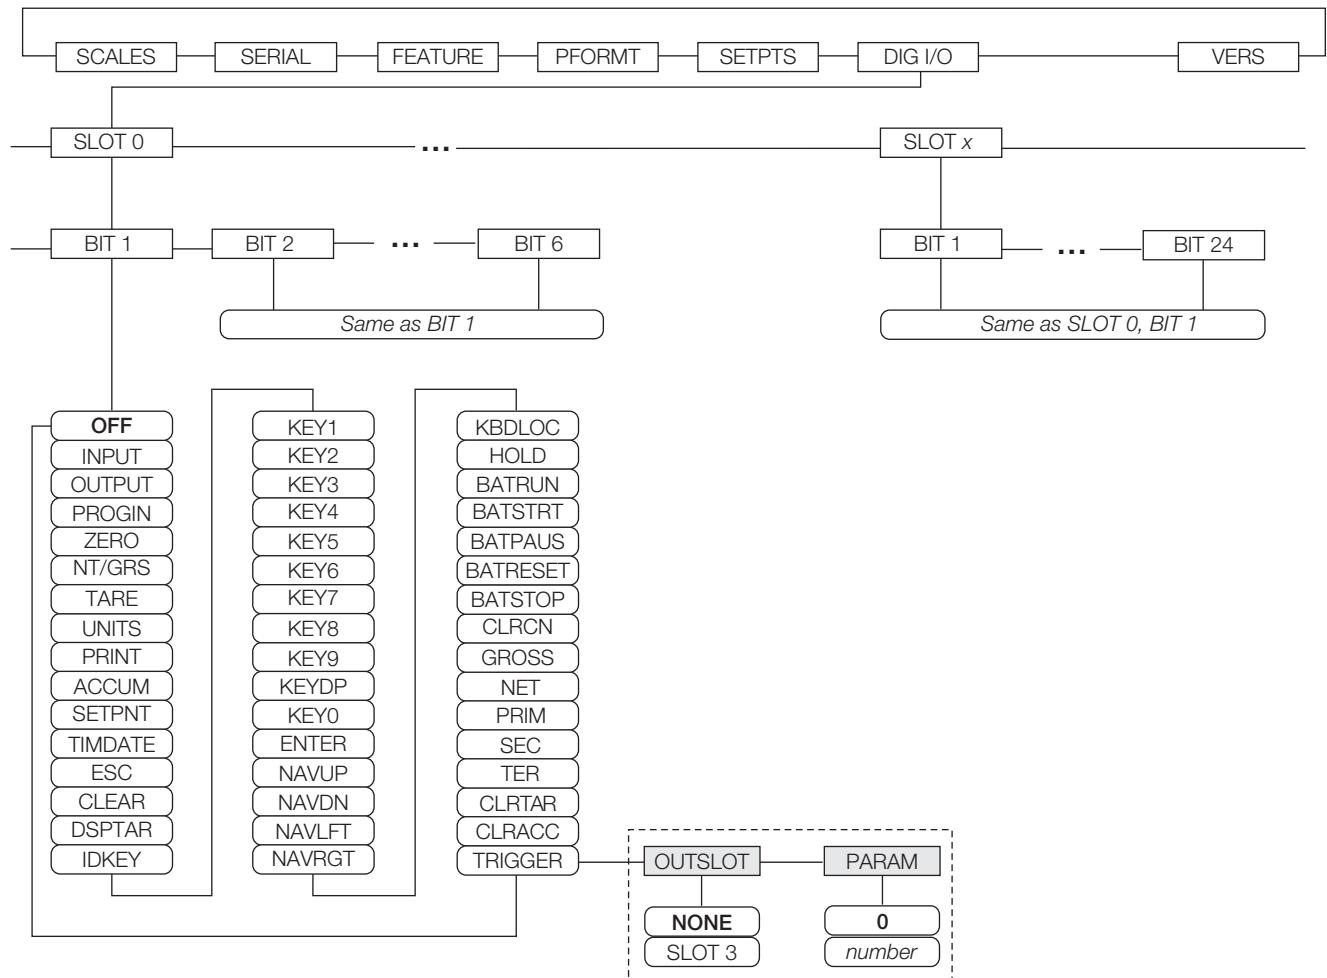 SCALES SERIAL FEATURE PFORMT SETPTS DIG I/O VERS
SLOT 0 ... SLOT x
BIT 1 BIT 2 ... BIT 6 BIT 1 ... BIT 24
Same as BIT 1 Same as SLOT 0, BIT 1
OFF
INPUT
OUTPUT
PROGIN
ZERO
NT/GRS
TARE
UNITS
PRINT
ACCUM
SETPNT
TIMDATE
ESC
CLEAR
DSPTAR
IDKEY
KEY1
KEY2
KEY3
KEY4
KEY5
KEY6
KEY7
KEY8
KEY9
KEYDP
KEY0
ENTER
NAVUP
NAVDN
NAVLFT
NAVRGT
KBDLOC
HOLD
BATRUN
BATSTRT
BATPAUS
BATRESET
BATSTOP
CLRCN
GROSS
NET
PRIM
SEC
TER
CLRTAR
CLRACC
TRIGGER
OUTSLOT PARAM
NONE 0
SLOT 3 number